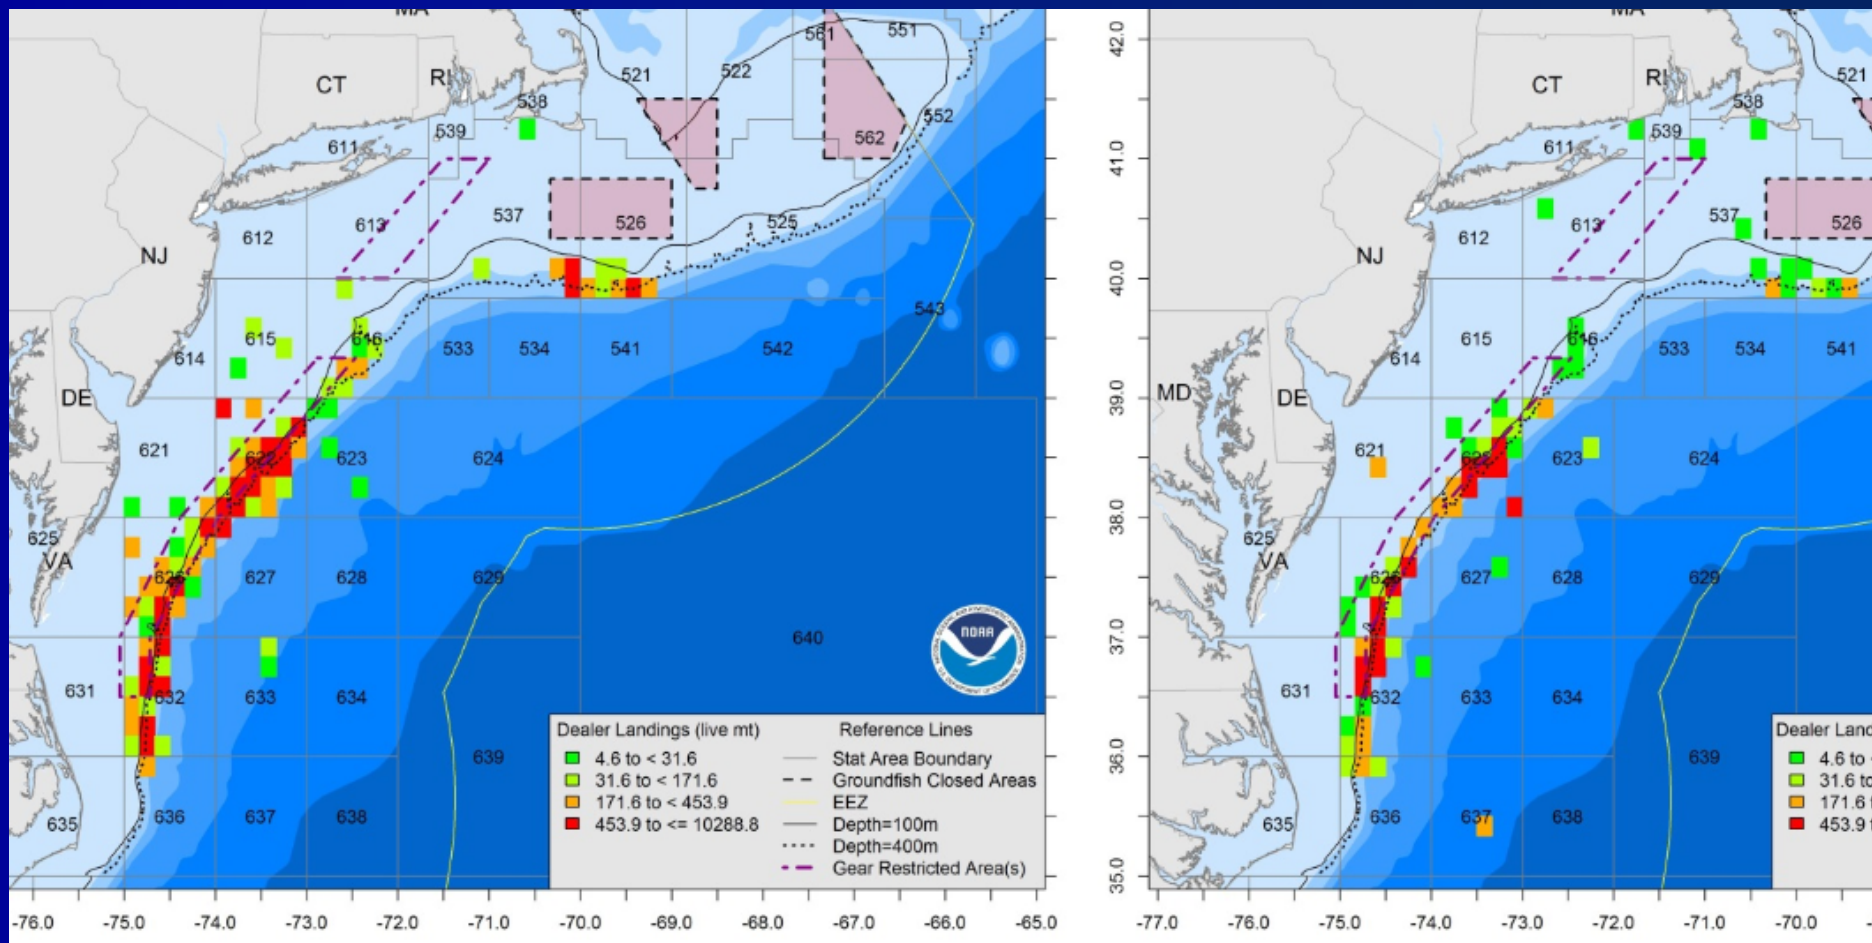 MA
CT
RI
NJ
DE
VA
521
522
561
551
538
552
562
539
611
613
537
526
525
612
543
615
616
614
533
534
541
542
621
622
623
624
625
626
627
628
629
640
NOAA
631
632
633
634
639
635
636
637
638
Dealer Landings (live mt)
4.6 to < 31.6
31.6 to < 171.6
171.6 to < 453.9
453.9 to <= 10288.8
Reference Lines
Stat Area Boundary
Groundfish Closed Areas
EEZ
Depth=100m
Depth=400m
Gear Restricted Area(s)
-76.0 -75.0 -74.0 -73.0 -72.0 -71.0 -70.0 -69.0 -68.0 -67.0 -66.0 -65.0
42.0
41.0
40.0
39.0
38.0
37.0
36.0
35.0
MA
CT
RI
NJ
MD
DE
VA
521
538
539
611
613
537
526
612
615
616
614
533
534
541
621
622
623
624
625
626
627
628
629
631
632
633
634
639
635
636
637
638
Dealer Lanc
4.6 to
31.6 to
171.6
453.9
-77.0 -76.0 -75.0 -74.0 -73.0 -72.0 -71.0 -70.0